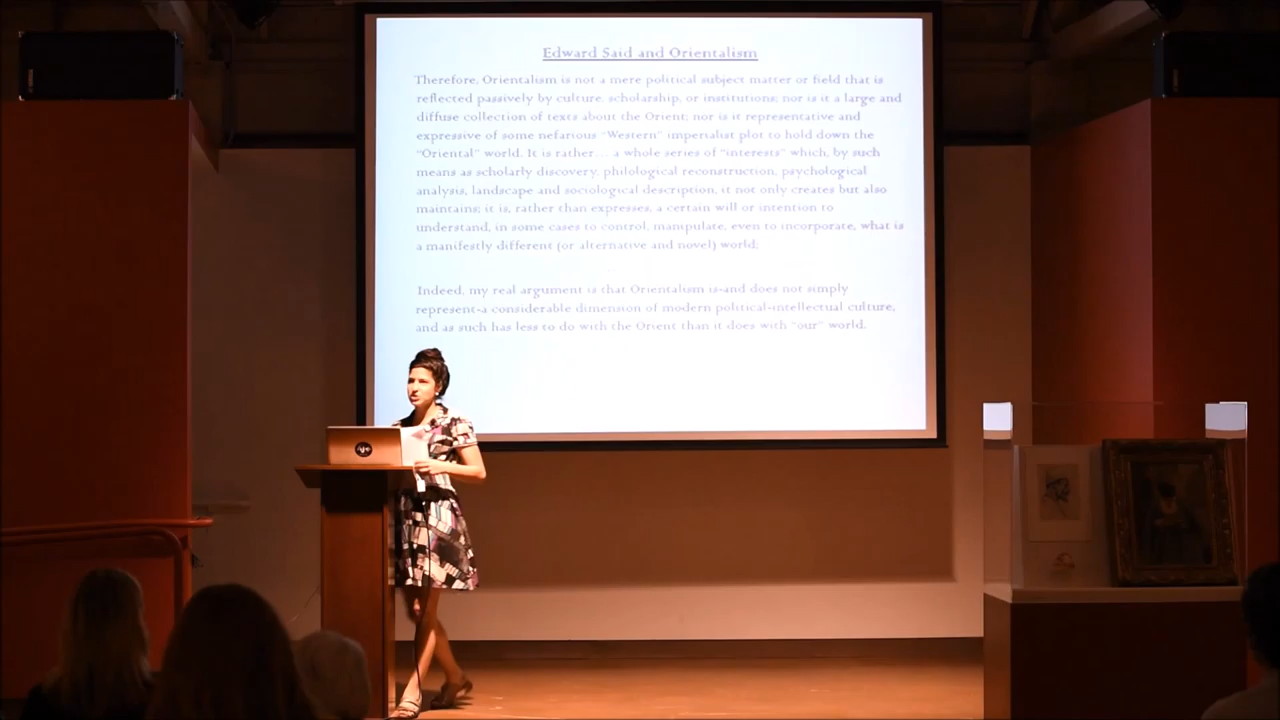 Edward Said and Orientalism
Therefore, Orientalism is not a mere political subject matter or field that is
reflected passively by culture, scholarship, or institutions; nor is it a large and
diffuse collection of texts about the Orient; nor is it representative and
expressive of some nefarious "Western" imperialist plot to hold down the
"Oriental" world. It is rather... a whole series of "interests" which, by such
means as scholarly discovery, philological reconstruction, psychological
analysis, landscape and sociological description, it not only creates but also
maintains; it is, rather than expresses, a certain will or intention to
understand, in some cases to control, manipulate, even to incorporate, what is
a manifestly different (or alternative and novel) world;
Indeed, my real argument is that Orientalism is-and does not simply
represent-a considerable dimension of modern political-intellectual culture,
and as such has less to do with the Orient than it does with "our" world.